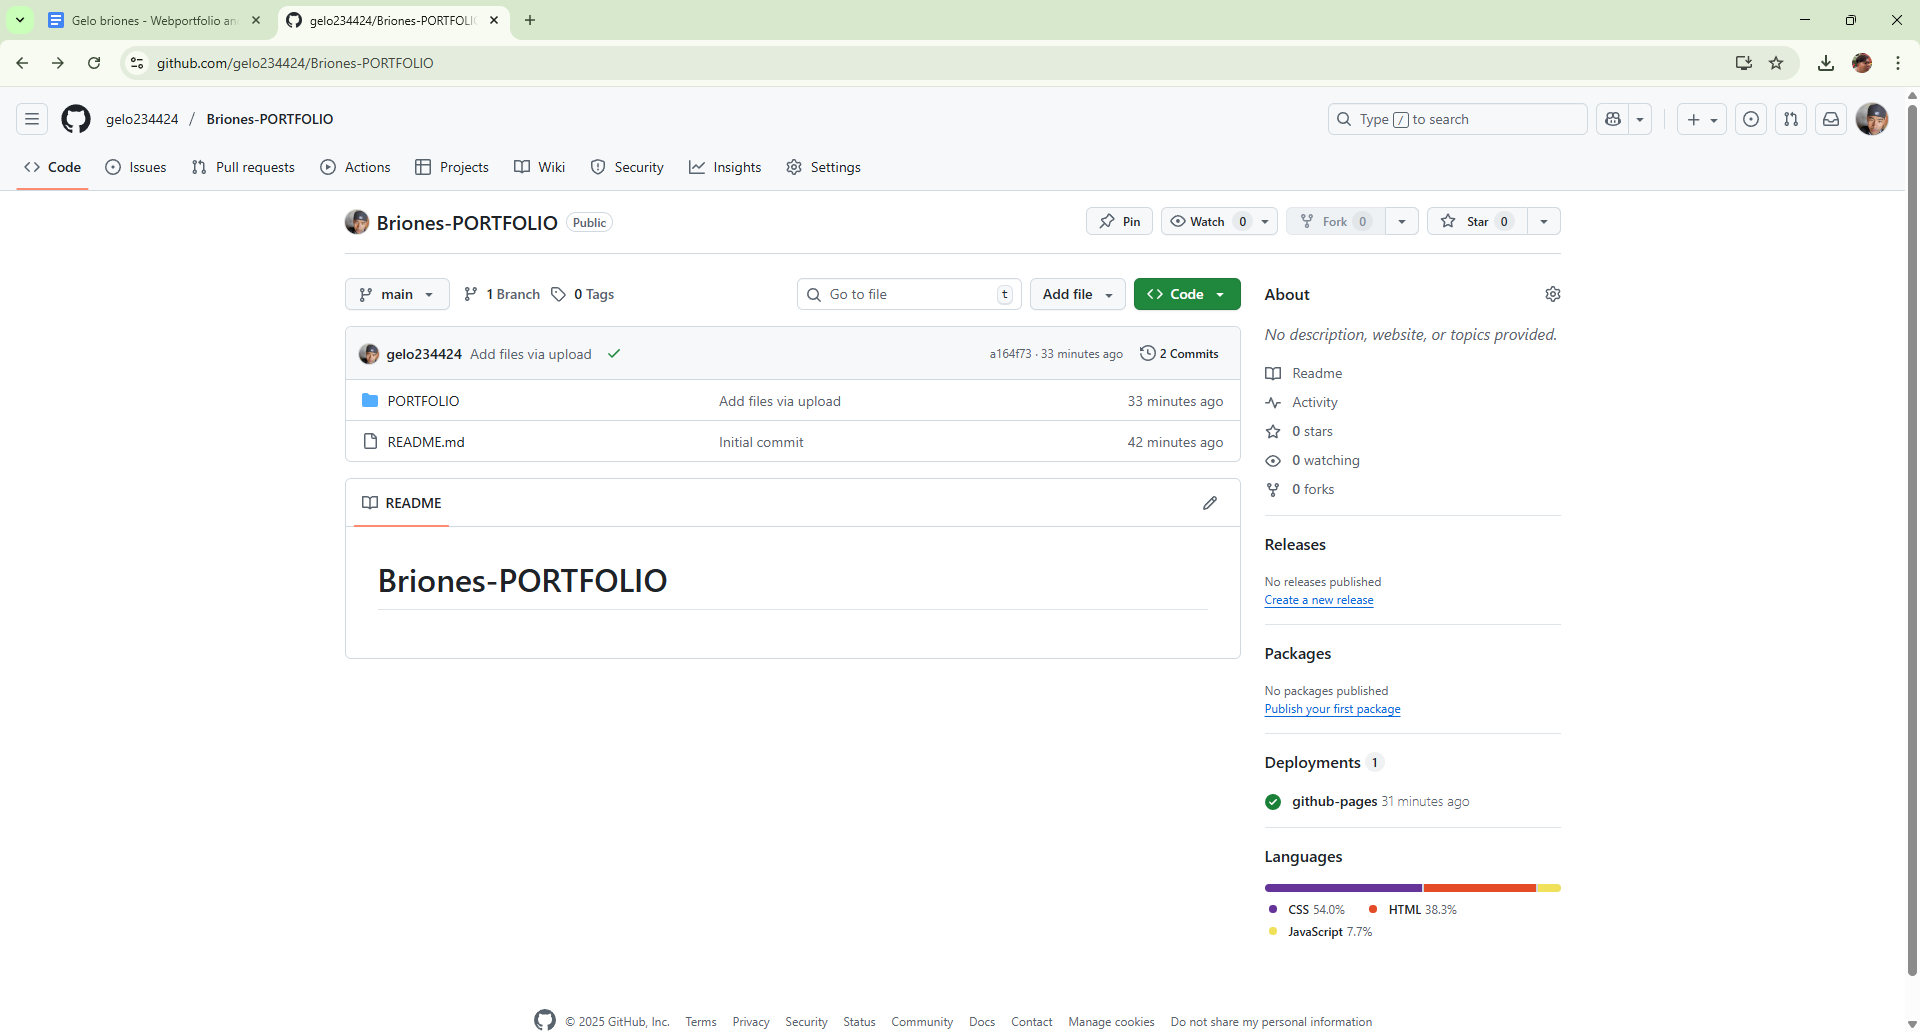 Gelo briones - Webportfolio an
gelo234424/Briones-PORTFOLIO
github.com/gelo234424/Briones-PORTFOLIO
gelo234424 / Briones-PORTFOLIO
Type / to search
Code Issues Pull requests Actions Projects Wiki Security Insights Settings
Briones-PORTFOLIO Public
Pin Watch 0 Fork 0 Star 0
main 1 Branch 0 Tags Go to file t Add file Code
gelo234424 Add files via upload a164f73 · 33 minutes ago 2 Commits
PORTFOLIO Add files via upload 33 minutes ago
README.md Initial commit 42 minutes ago
README
Briones-PORTFOLIO
About
No description, website, or topics provided.
Readme
Activity
0 stars
0 watching
0 forks
Releases
No releases published
Create a new release
Packages
No packages published
Publish your first package
Deployments 1
github-pages 31 minutes ago
Languages
CSS 54.0% HTML 38.3%
JavaScript 7.7%
© 2025 GitHub, Inc. Terms Privacy Security Status Community Docs Contact Manage cookies Do not share my personal information